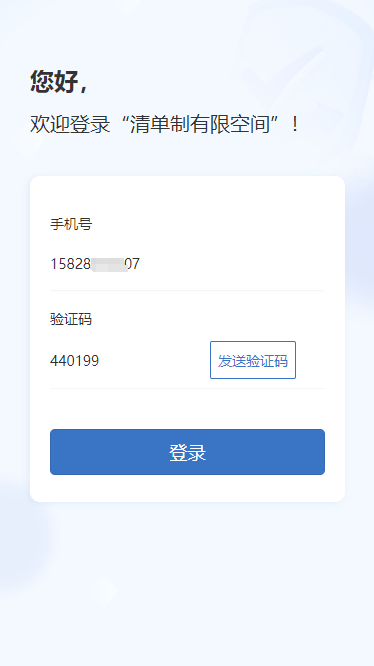 您好,
欢迎登录“清单制有限空间”！
手机号
15828 07
验证码
440199
发送验证码
登录